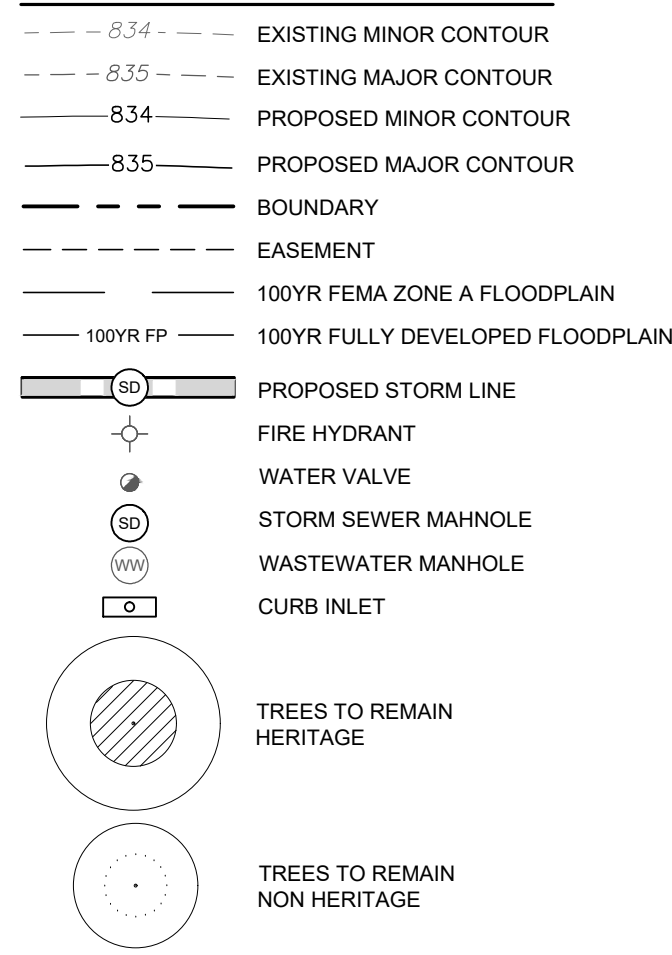 834 EXISTING MINOR CONTOUR
835 EXISTING MAJOR CONTOUR
834 PROPOSED MINOR CONTOUR
835 PROPOSED MAJOR CONTOUR
BOUNDARY
EASEMENT
100YR FEMA ZONE A FLOODPLAIN
100YR FP 100YR FULLY DEVELOPED FLOODPLAIN
SD PROPOSED STORM LINE
FIRE HYDRANT
WATER VALVE
SD STORM SEWER MAHNOLE
WW WASTEWATER MANHOLE
CURB INLET
TREES TO REMAIN
HERITAGE
TREES TO REMAIN
NON HERITAGE